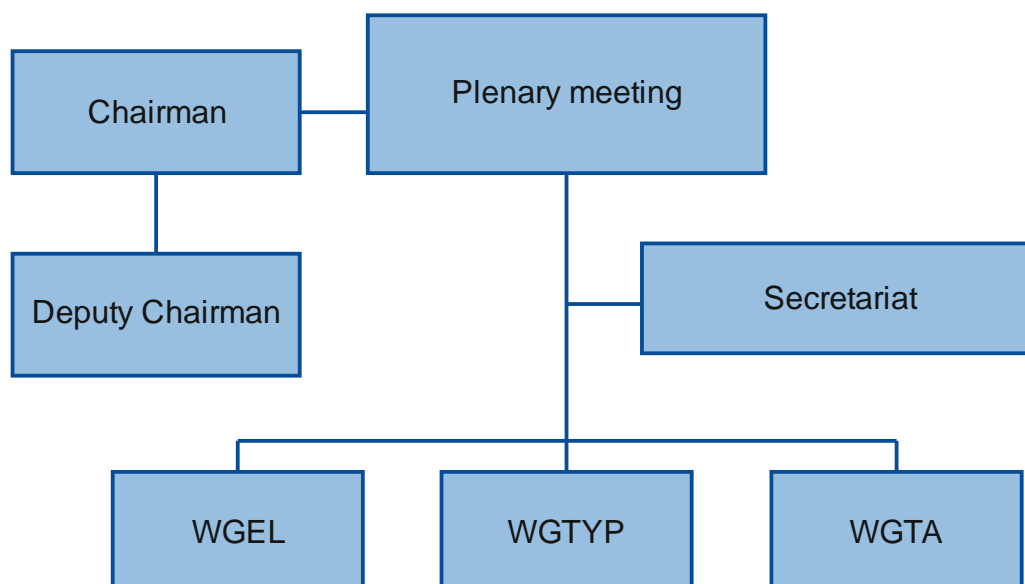 Plenary meeting
Chairman
Secretariat
Deputy Chairman
WGEL
WGTYP
WGTA